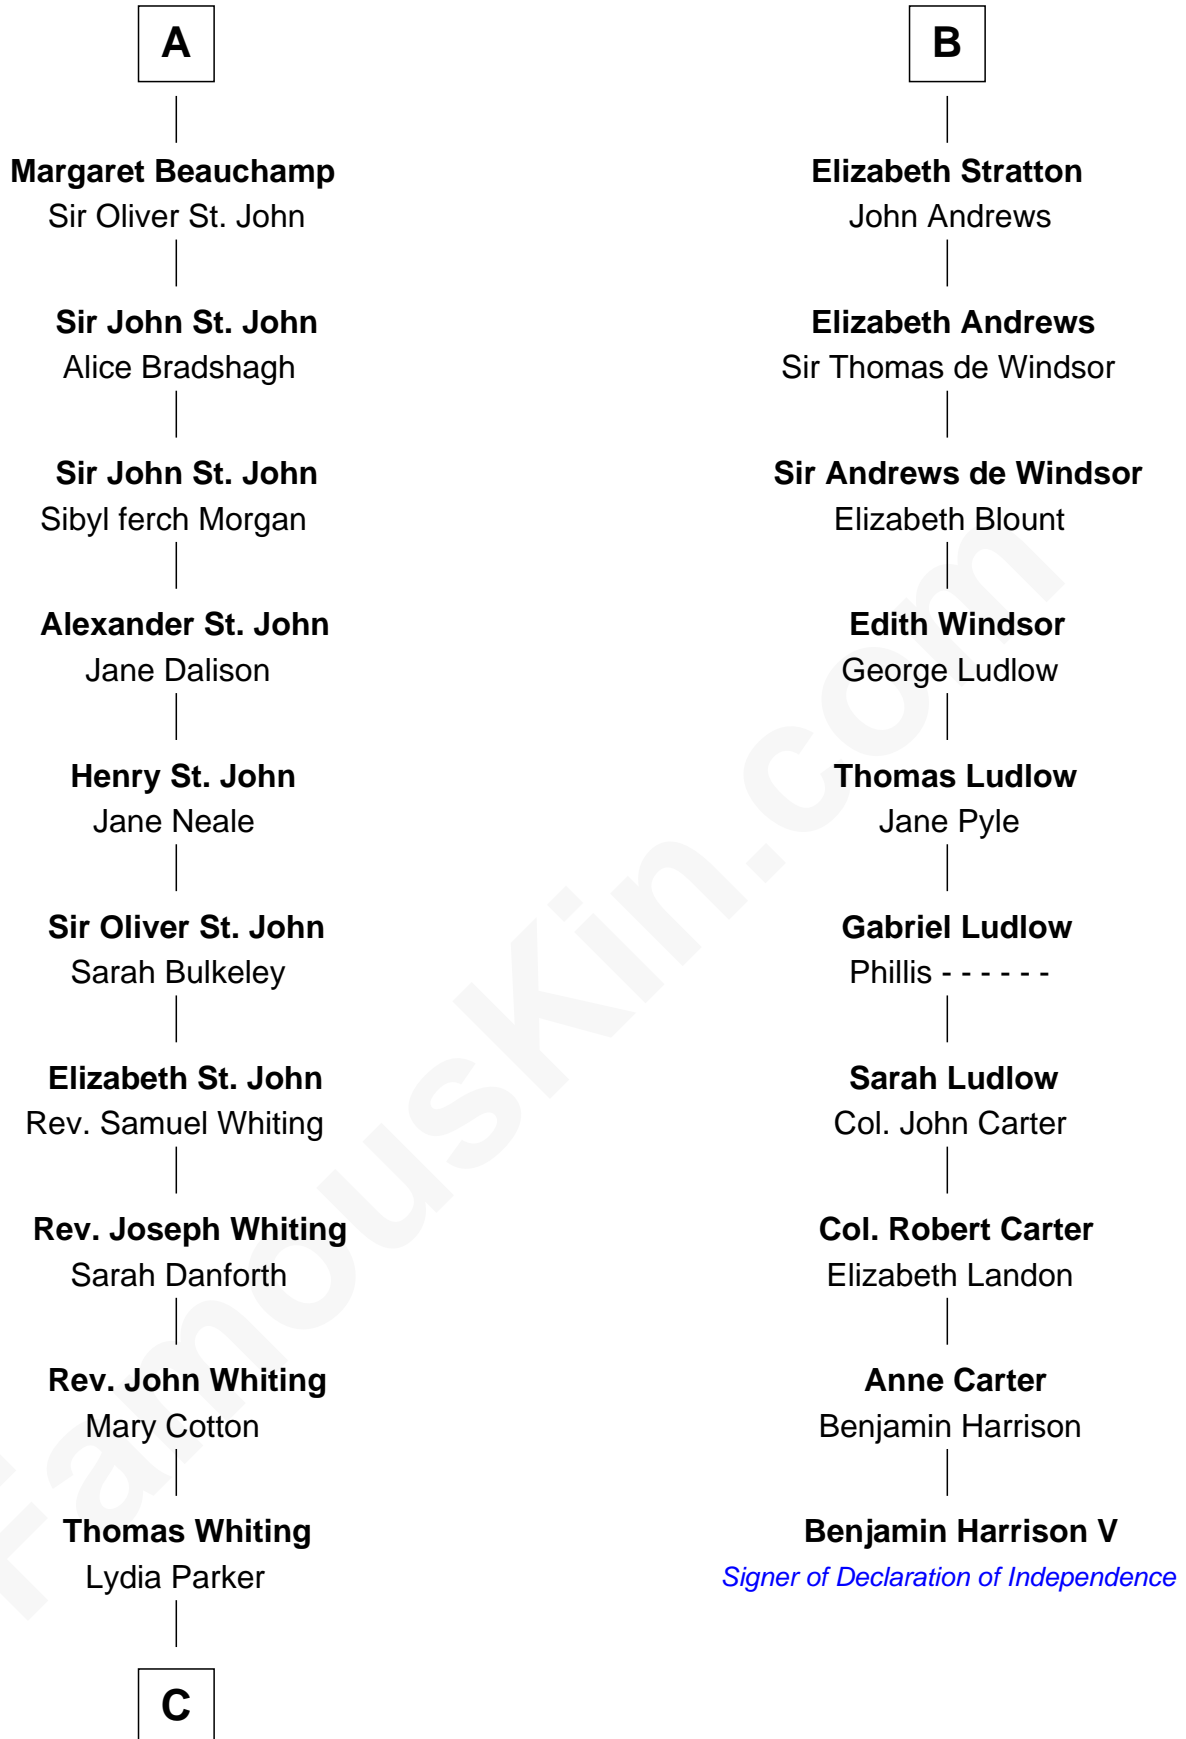 A
Margaret Beauchamp
Sir Oliver St. John
Sir John St. John
Alice Bradshagh
Sir John St. John
Sibyl ferch Morgan
Alexander St. John
Jane Dalison
Henry St. John
Jane Neale
Sir Oliver St. John
Sarah Bulkeley
Elizabeth St. John
Rev. Samuel Whiting
Rev. Joseph Whiting
Sarah Danforth
Rev. John Whiting
Mary Cotton
Thomas Whiting
Lydia Parker
C
B
Elizabeth Stratton
John Andrews
Elizabeth Andrews
Sir Thomas de Windsor
Sir Andrews de Windsor
Elizabeth Blount
Edith Windsor
George Ludlow
Thomas Ludlow
Jane Pyle
Gabriel Ludlow
Phillis - - - - - -
Sarah Ludlow
Col. John Carter
Col. Robert Carter
Elizabeth Landon
Anne Carter
Benjamin Harrison
Benjamin Harrison V
Signer of Declaration of Independence
FamousKin.com